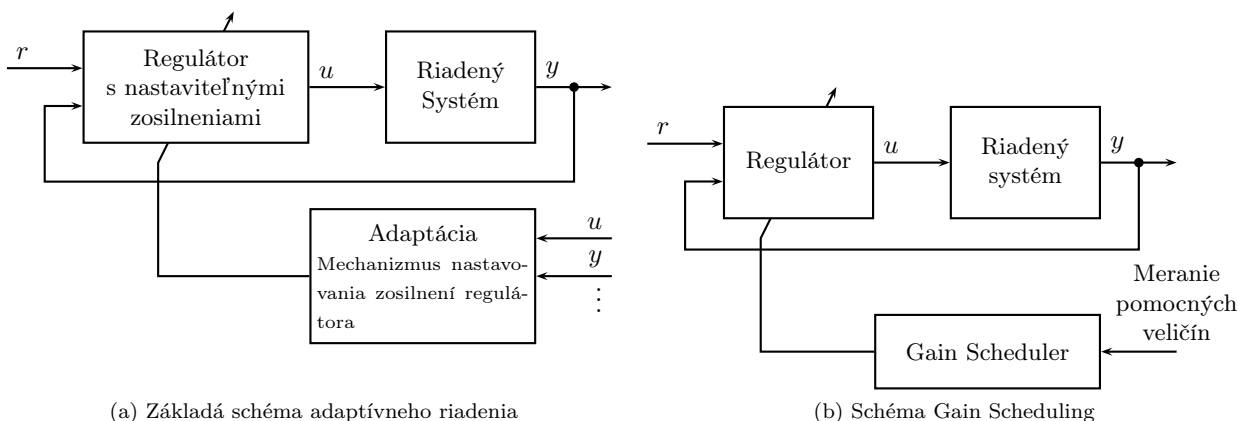 r
Regulátor
s nastaviteľnými
zosilneniami
u
Riadený
Systém
y
Adaptácia
Mechanizmus nastavo-
vania zosilnení regulá-
tora
u
y
⋮
(a) Základá schéma adaptívneho riadenia
r
Regulátor
u
Riadený
systém
y
Gain Scheduler
Meranie
pomocných
veličín
(b) Schéma Gain Scheduling